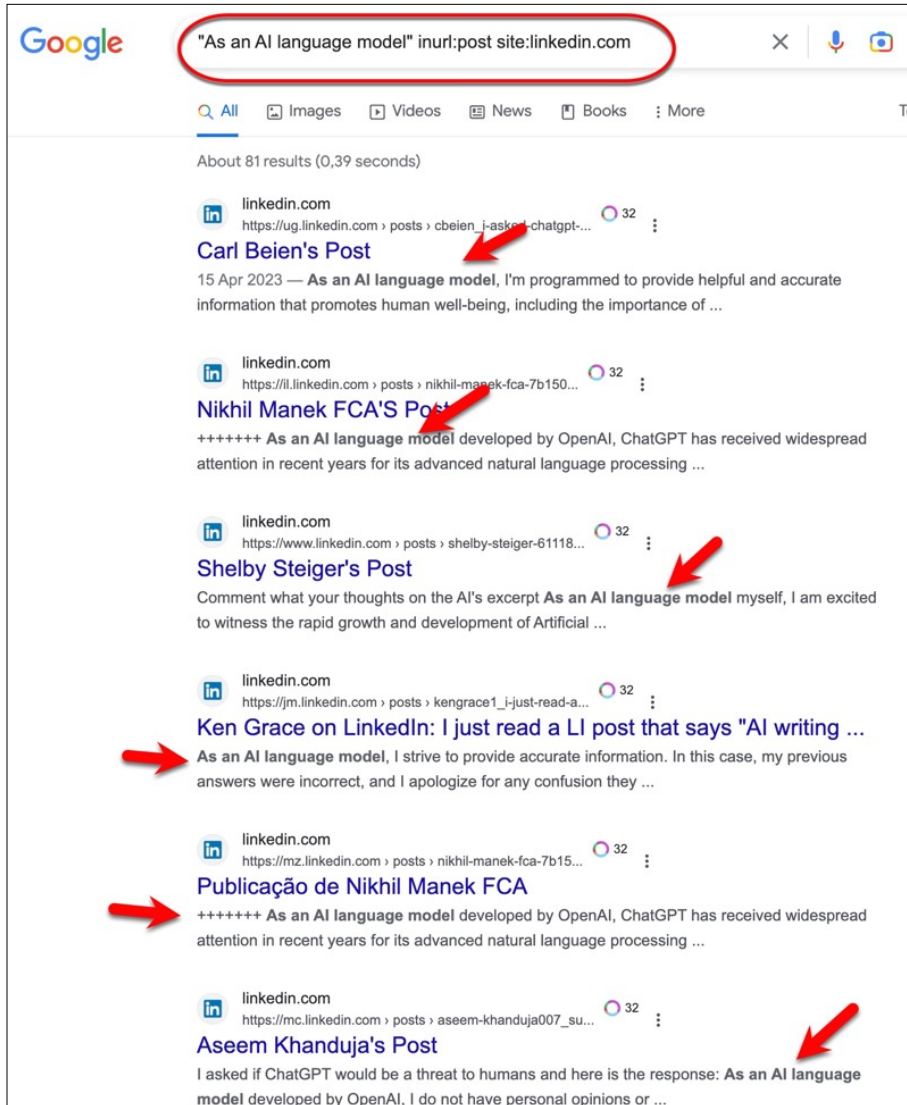 Google
"As an AI language model" inurl:post site:linkedin.com
All Images Videos News Books More
About 81 results (0,39 seconds)
linkedin.com
https://ug.linkedin.com › posts › cbeien_i-asked-chatgpt-... 32
Carl Beien's Post
15 Apr 2023 — As an AI language model, I'm programmed to provide helpful and accurate
information that promotes human well-being, including the importance of ...
linkedin.com
https://il.linkedin.com › posts › nikhil-manek-fca-7b150... 32
Nikhil Manek FCA'S Post
+++++++ As an AI language model developed by OpenAI, ChatGPT has received widespread
attention in recent years for its advanced natural language processing ...
linkedin.com
https://www.linkedin.com › posts › shelby-steiger-61118... 32
Shelby Steiger's Post
Comment what your thoughts on the AI's excerpt As an AI language model myself, I am excited
to witness the rapid growth and development of Artificial ...
linkedin.com
https://jm.linkedin.com › posts › kengrace1_i-just-read-a... 32
Ken Grace on LinkedIn: I just read a LI post that says "AI writing ...
As an AI language model, I strive to provide accurate information. In this case, my previous
answers were incorrect, and I apologize for any confusion they ...
linkedin.com
https://mz.linkedin.com › posts › nikhil-manek-fca-7b15... 32
Publicação de Nikhil Manek FCA
+++++++ As an AI language model developed by OpenAI, ChatGPT has received widespread
attention in recent years for its advanced natural language processing ...
linkedin.com
https://mc.linkedin.com › posts › aseem-khanduja007_su... 32
Aseem Khanduja's Post
I asked if ChatGPT would be a threat to humans and here is the response: As an AI language
model developed by OpenAI, I do not have personal opinions or ...